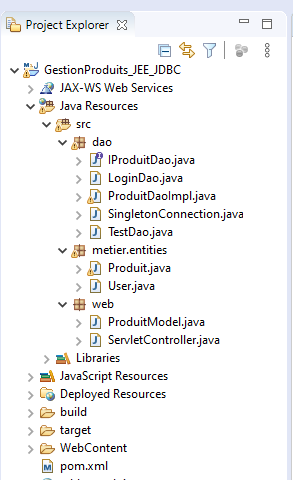 Project Explorer
GestionProduits_JEE_JDBC
JAX-WS Web Services
Java Resources
src
dao
IProduitDao.java
LoginDao.java
ProduitDaoImpl.java
SingletonConnection.java
TestDao.java
metier.entities
Produit.java
User.java
web
ProduitModel.java
ServletController.java
Libraries
JavaScript Resources
Deployed Resources
build
target
WebContent
pom.xml